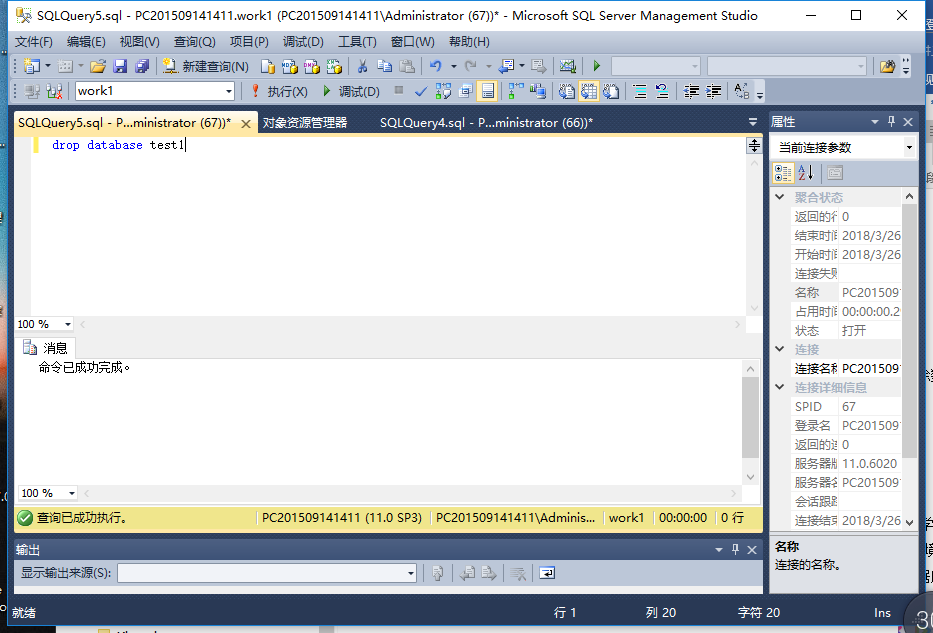 SQLQuery5.sql - PC201509141411.work1 (PC201509141411\Administrator (67))* - Microsoft SQL Server Management Studio
文件(F) 编辑(E) 视图(V) 查询(Q) 项目(P) 调试(D) 工具(T) 窗口(W) 帮助(H)
新建查询(N)
work1 执行(X) 调试(D)
SQLQuery5.sql - P...ministrator (67))* 对象资源管理器 SQLQuery4.sql - P...ministrator (66))*
drop database test1
100 %
消息
命令已成功完成。
100 %
查询已成功执行。 PC201509141411 (11.0 SP3) PC201509141411\Adminis... work1 00:00:00 0 行
输出
显示输出来源(S):
属性
当前连接参数
聚合状态
返回的行 0
结束时间 2018/3/26
开始时间 2018/3/26
连接失败
名称 PC201509
占用时间 00:00:00.2
状态 打开
连接
连接名称 PC201509
连接详细信息
SPID 67
登录名 PC201509
返回的连 0
服务器版 11.0.6020
服务器名 PC201509
会话跟踪
连接结束 2018/3/26
名称
连接的名称。
就绪 行 1 列 20 字符 20 Ins
30